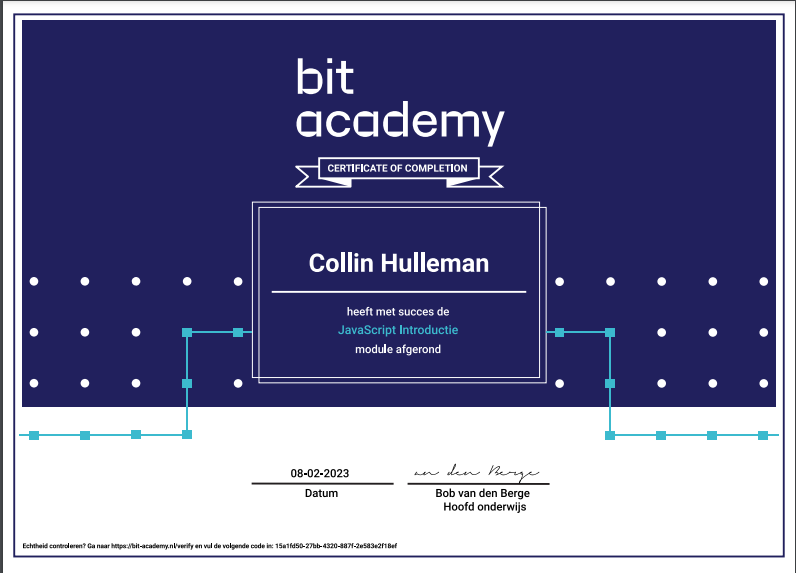 bit
academy
CERTIFICATE OF COMPLETION
Collin Hulleman
heeft met succes de
JavaScript Introductie
module afgerond
08-02-2023
Datum
an den Berge
Bob van den Berge
Hoofd onderwijs
Echtheid controleren? Ga naar https://bit-academy.nl/verify en vul de volgende code in: 15a1fd50-27bb-4320-887f-2e583e2f18ef